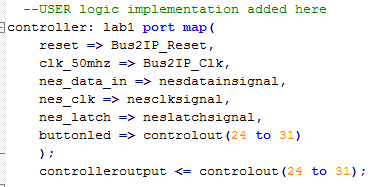 --USER logic implementation added here
controller: lab1 port map(
reset => Bus2IP_Reset,
clk_50mhz => Bus2IP_Clk,
nes_data_in => nesdatainsignal,
nes_clk => nesclksignal,
nes_latch => neslatchsignal,
buttonled => controlout(24 to 31)
);
controlleroutput <= controlout(24 to 31);